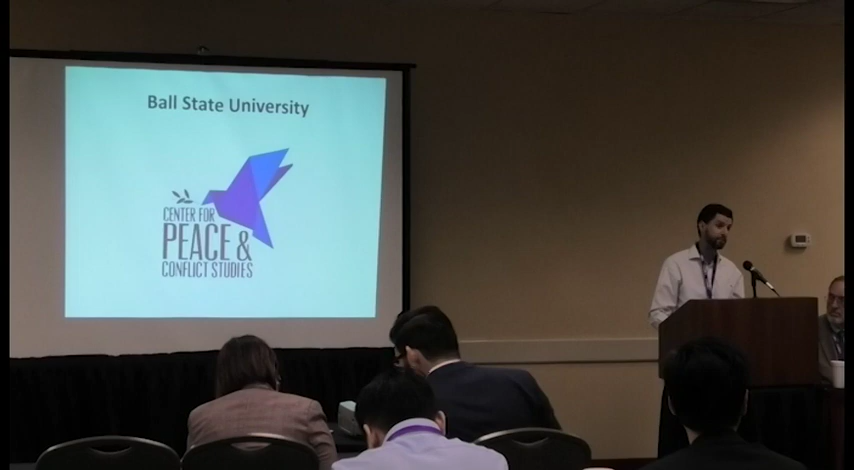 Ball State University
CENTER FOR
PEACE &
CONFLICT STUDIES